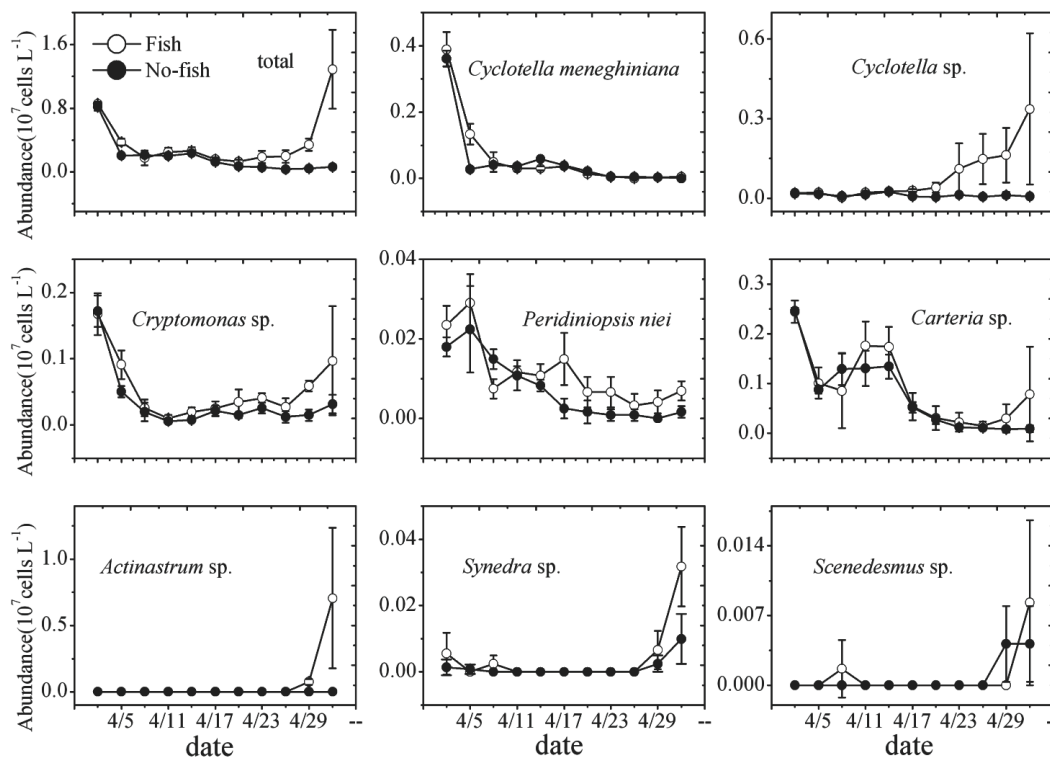 Abundance(10⁷cells L⁻¹)
1.6
0.8
0.0
Fish
No-fish
total
0.4
0.2
0.0
Cyclotella meneghiniana
0.6
0.3
0.0
Cyclotella sp.
Abundance(10⁷cells L⁻¹)
0.2
0.1
0.0
Cryptomonas sp.
0.04
0.02
0.00
Peridiniopsis niei
0.3
0.2
0.1
0.0
Carteria sp.
Abundance(10⁷cells L⁻¹)
1.0
0.5
0.0
Actinastrum sp.
4/5 4/11 4/17 4/23 4/29 --
date
0.04
0.02
0.00
Synedra sp.
4/5 4/11 4/17 4/23 4/29 --
date
0.014
0.007
0.000
Scenedesmus sp.
4/5 4/11 4/17 4/23 4/29 --
date